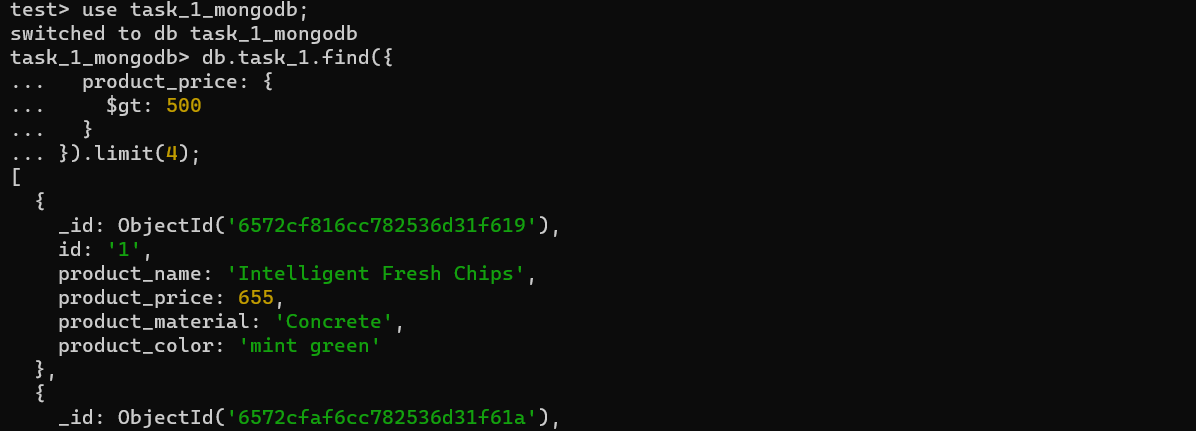 test> use task_1_mongodb;
switched to db task_1_mongodb
task_1_mongodb> db.task_1.find({
...   product_price: {
...     $gt: 500
...   }
... }).limit(4);
[
  {
    _id: ObjectId('6572cf816cc782536d31f619'),
    id: '1',
    product_name: 'Intelligent Fresh Chips',
    product_price: 655,
    product_material: 'Concrete',
    product_color: 'mint green'
  },
  {
    _id: ObjectId('6572cfaf6cc782536d31f61a'),